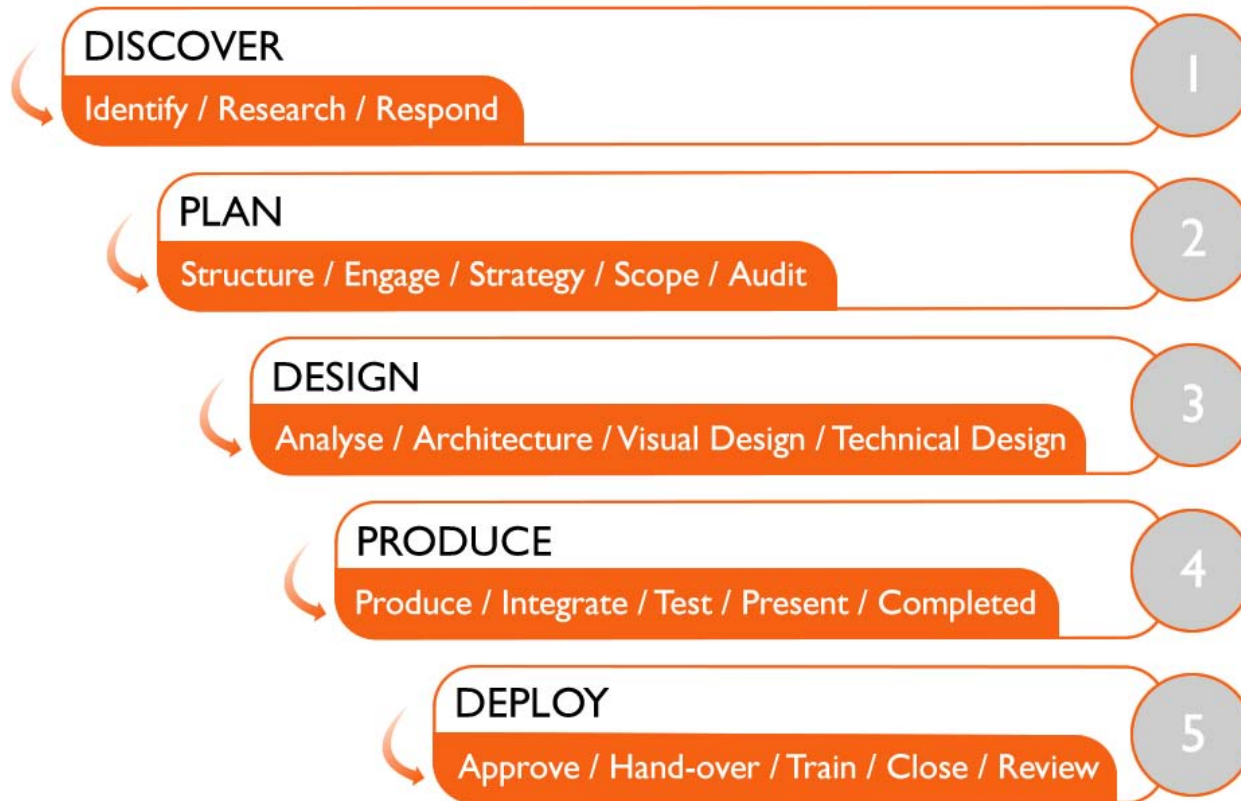 DISCOVER
1
Identify / Research / Respond
PLAN
2
Structure / Engage / Strategy / Scope / Audit
DESIGN
3
Analyse / Architecture / Visual Design / Technical Design
PRODUCE
4
Produce / Integrate / Test / Present / Completed
DEPLOY
5
Approve / Hand-over / Train / Close / Review